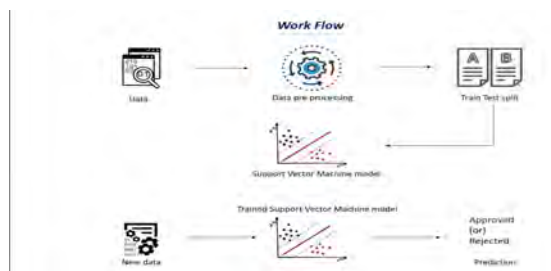 Work Flow
Data
Data pre processing
A B
Train Test split
Support Vector Machine model
Trained Support Vector Machine model
New data
Approved
(or)
Rejected
Prediction